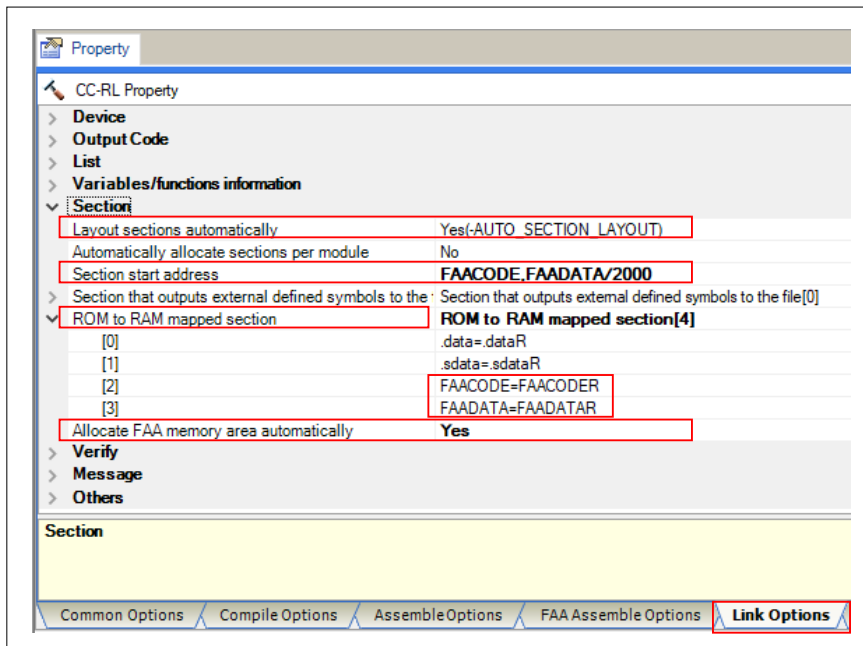 Property
CC-RL Property
Device
Output Code
List
Variables/functions information
Section
Layout sections automatically Yes(-AUTO_SECTION_LAYOUT)
Automatically allocate sections per module No
Section start address FAACODE,FAADATA/2000
Section that outputs external defined symbols to the Section that outputs external defined symbols to the file[0]
ROM to RAM mapped section ROM to RAM mapped section[4]
[0] .data=.dataR
[1] .sdata=.sdataR
[2] FAACODE=FAACODER
[3] FAADATA=FAADATAR
Allocate FAA memory area automatically Yes
Verify
Message
Others
Section
Common Options Compile Options Assemble Options FAA Assemble Options Link Options